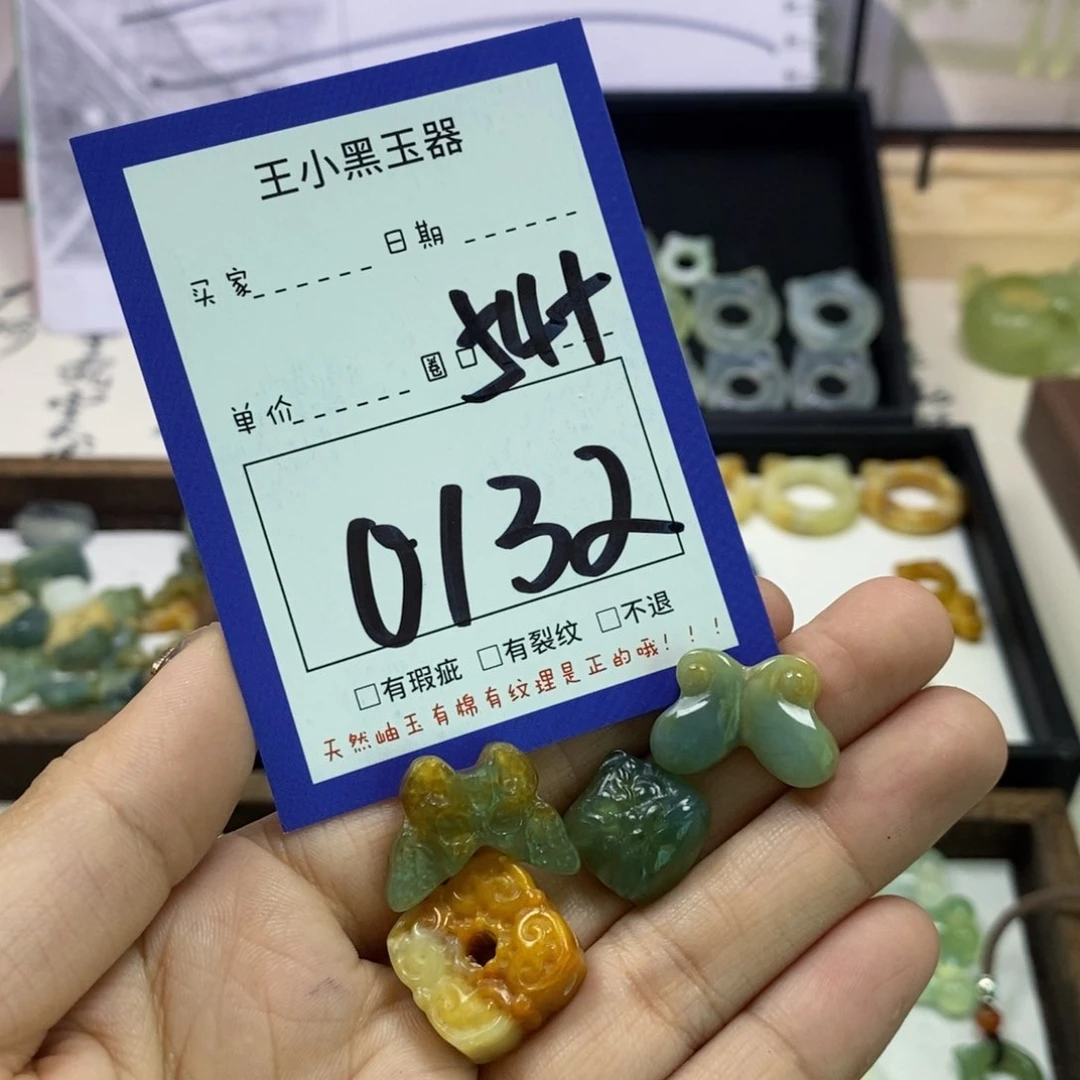 王小黑玉器
买家------ 日期------
单价------ 圈口
0132
□有瑕疵 □有裂纹 □不退
天然岫玉有棉有纹理是正的哦！！！